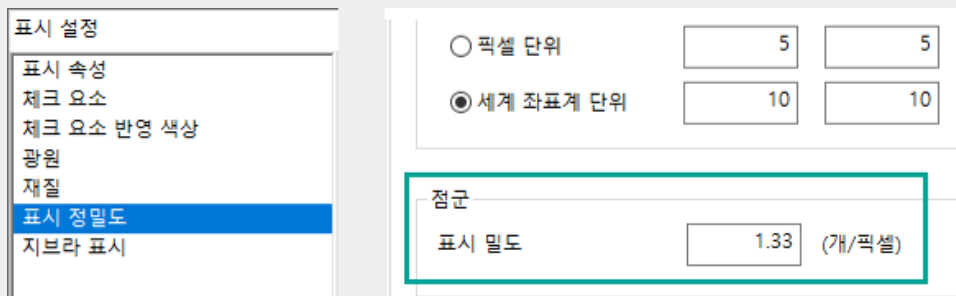 표시 설정
표시 속성
체크 요소
체크 요소 반영 색상
광원
재질
표시 정밀도
지브라 표시
픽셀 단위 5 5
세계 좌표계 단위 10 10
점군
표시 밀도 1.33 (개/픽셀)